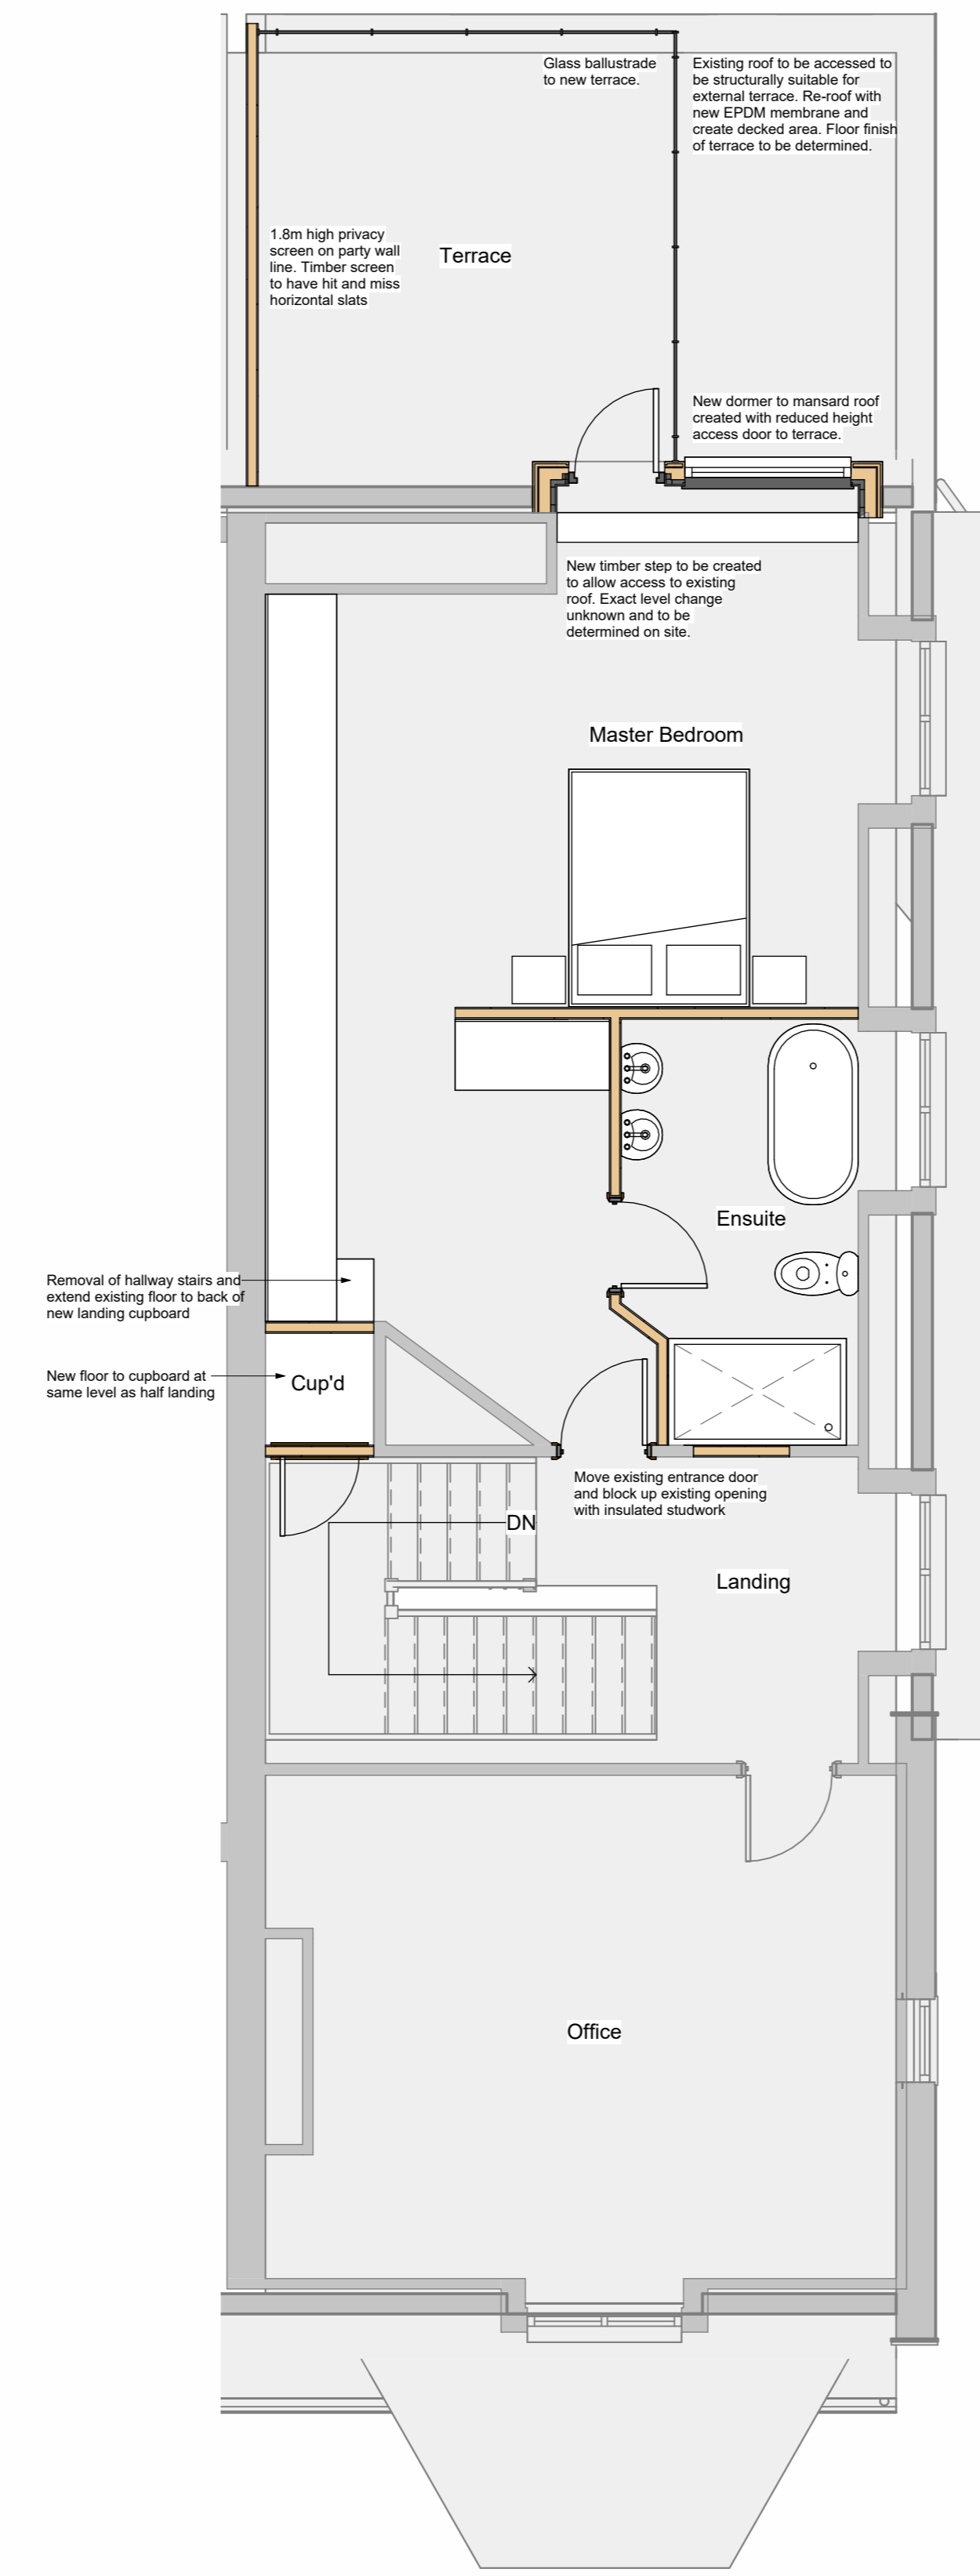 Glass ballustrade
to new terrace.
Existing roof to be accessed to
be structurally suitable for
external terrace. Re-roof with
new EPDM membrane and
create decked area. Floor finish
of terrace to be determined.
1.8m high privacy
screen on party wall
line. Timber screen
to have hit and miss
horizontal slats
Terrace
New dormer to mansard roof
created with reduced height
access door to terrace.
New timber step to be created
to allow access to existing
roof. Exact level change
unknown and to be
determined on site.
Master Bedroom
Ensuite
Removal of hallway stairs and
extend existing floor to back of
new landing cupboard
New floor to cupboard at
same level as half landing
Cup'd
Move existing entrance door
and block up existing opening
with insulated studwork
DN
Landing
Office